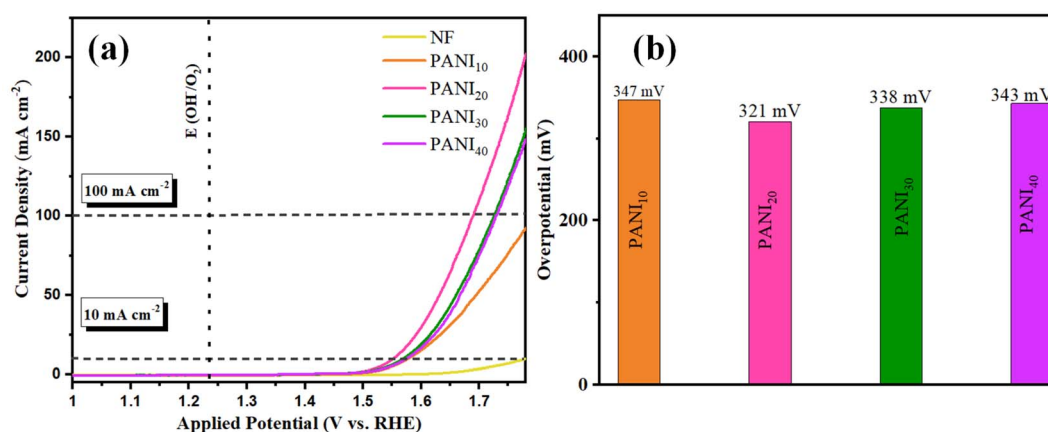 (a)
200
150
100
50
0
Current Density (mA cm⁻²)
E (OH⁻/O₂)
NF
PANI₁₀
PANI₂₀
PANI₃₀
PANI₄₀
100 mA cm⁻²
10 mA cm⁻²
1 1.1 1.2 1.3 1.4 1.5 1.6 1.7
Applied Potential (V vs. RHE)
(b)
400
200
0
Overpotential (mV)
347 mV
321 mV
338 mV
343 mV
PANI₁₀
PANI₂₀
PANI₃₀
PANI₄₀